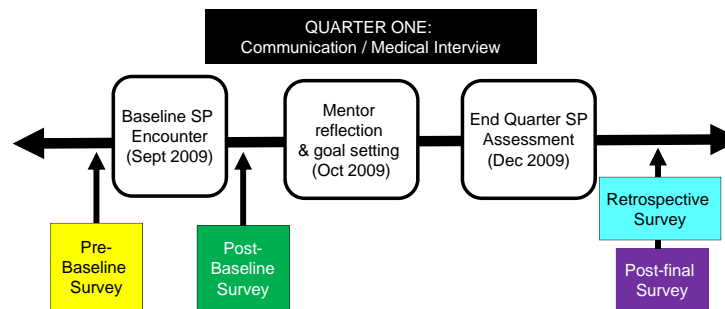 QUARTER ONE:
Communication / Medical Interview
Baseline SP
Encounter
(Sept 2009)
Mentor
reflection
& goal setting
(Oct 2009)
End Quarter SP
Assessment
(Dec 2009)
Pre-
Baseline
Survey
Post-
Baseline
Survey
Retrospective
Survey
Post-final
Survey